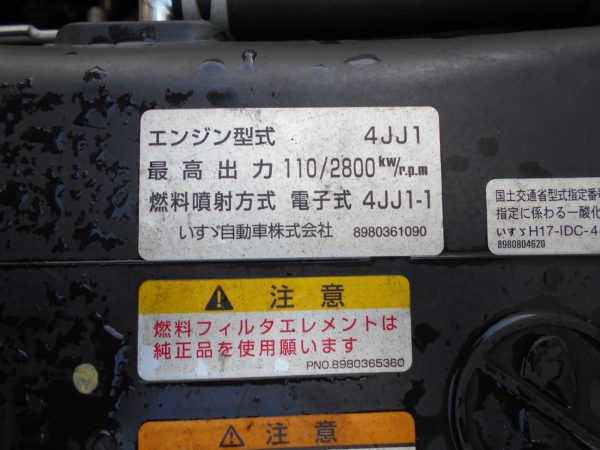 エンジン型式 4JJ1
最高出力 110/2800kw/r.p.m
燃料噴射方式 電子式 4JJ1-1
いすゞ自動車株式会社 8980361090
国土交通省型式指定番号
指定に係わる一酸化
いすゞH17-IDC-4
8980804620
注意
燃料フィルタエレメントは
純正品を使用願います
PNO.8980365360
注意